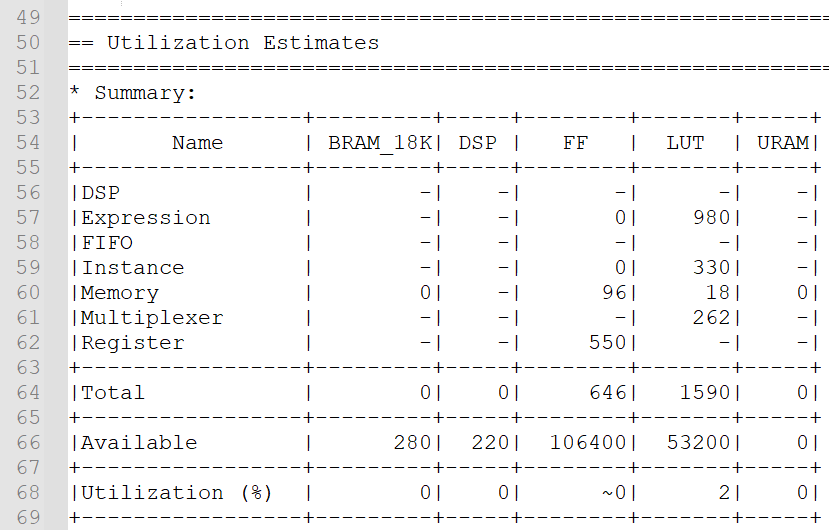 49 ================================================================
50 == Utilization Estimates
51 ================================================================
52 * Summary:
53 +-----------------+---------+-----+--------+-------+-----+
54 |       Name      | BRAM_18K| DSP |   FF   |  LUT  | URAM|
55 +-----------------+---------+-----+--------+-------+-----+
56 |DSP              |        -|    -|       -|      -|    -|
57 |Expression       |        -|    -|       0|    980|    -|
58 |FIFO             |        -|    -|       -|      -|    -|
59 |Instance         |        -|    -|       0|    330|    -|
60 |Memory           |        0|    -|      96|     18|    0|
61 |Multiplexer      |        -|    -|       -|    262|    -|
62 |Register         |        -|    -|     550|      -|    -|
63 +-----------------+---------+-----+--------+-------+-----+
64 |Total            |        0|    0|     646|   1590|    0|
65 +-----------------+---------+-----+--------+-------+-----+
66 |Available        |      280|  220|  106400|  53200|    0|
67 +-----------------+---------+-----+--------+-------+-----+
68 |Utilization (%)  |        0|    0|      ~0|      2|    0|
69 +-----------------+---------+-----+--------+-------+-----+